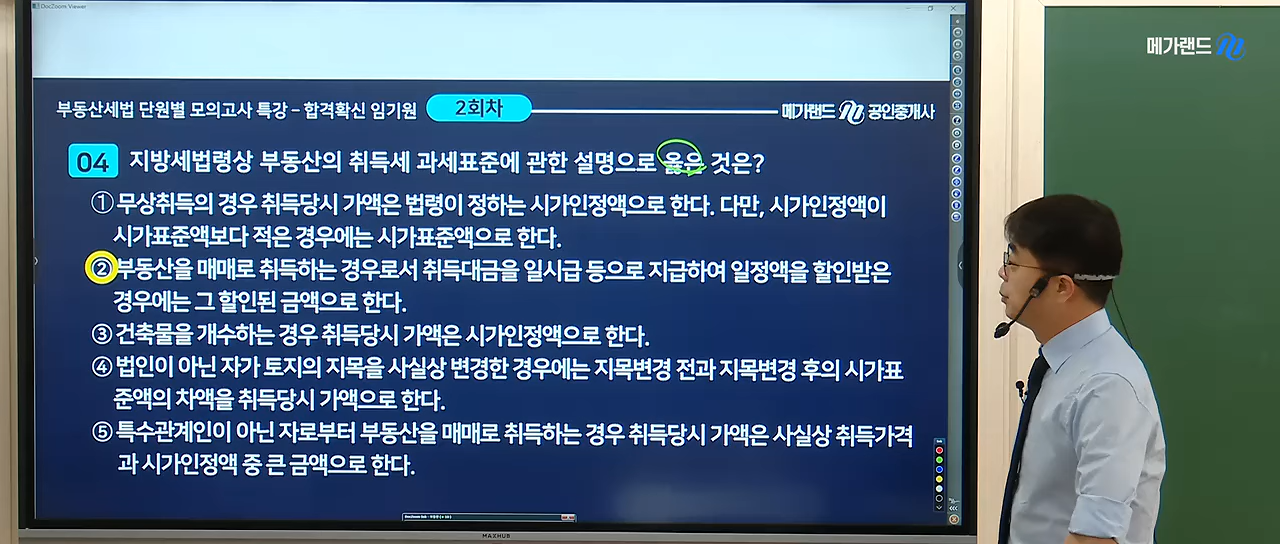 DocZoom Viewer
메가랜드
부동산세법 단원별 모의고사 특강 – 합격확신 임기원 2회차 메가랜드 공인중개사
04 지방세법령상 부동산의 취득세 과세표준에 관한 설명으로 옳은 것은?
① 무상취득의 경우 취득당시 가액은 법령이 정하는 시가인정액으로 한다. 다만, 시가인정액이
시가표준액보다 적은 경우에는 시가표준액으로 한다.
② 부동산을 매매로 취득하는 경우로서 취득대금을 일시급 등으로 지급하여 일정액을 할인받은
경우에는 그 할인된 금액으로 한다.
③ 건축물을 개수하는 경우 취득당시 가액은 시가인정액으로 한다.
④ 법인이 아닌 자가 토지의 지목을 사실상 변경한 경우에는 지목변경 전과 지목변경 후의 시가표
준액의 차액을 취득당시 가액으로 한다.
⑤ 특수관계인이 아닌 자로부터 부동산을 매매로 취득하는 경우 취득당시 가액은 사실상 취득가격
과 시가인정액 중 큰 금액으로 한다.
MAXHUB